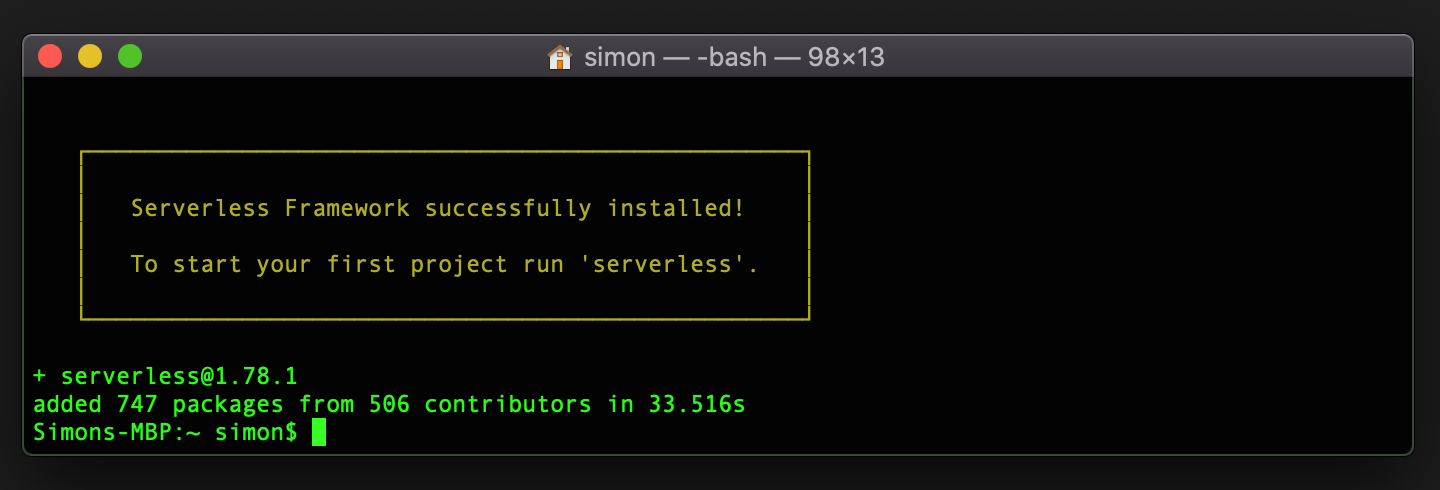 simon — -bash — 98×13
Serverless Framework successfully installed!
To start your first project run 'serverless'.
+ serverless@1.78.1
added 747 packages from 506 contributors in 33.516s
Simons-MBP:~ simon$